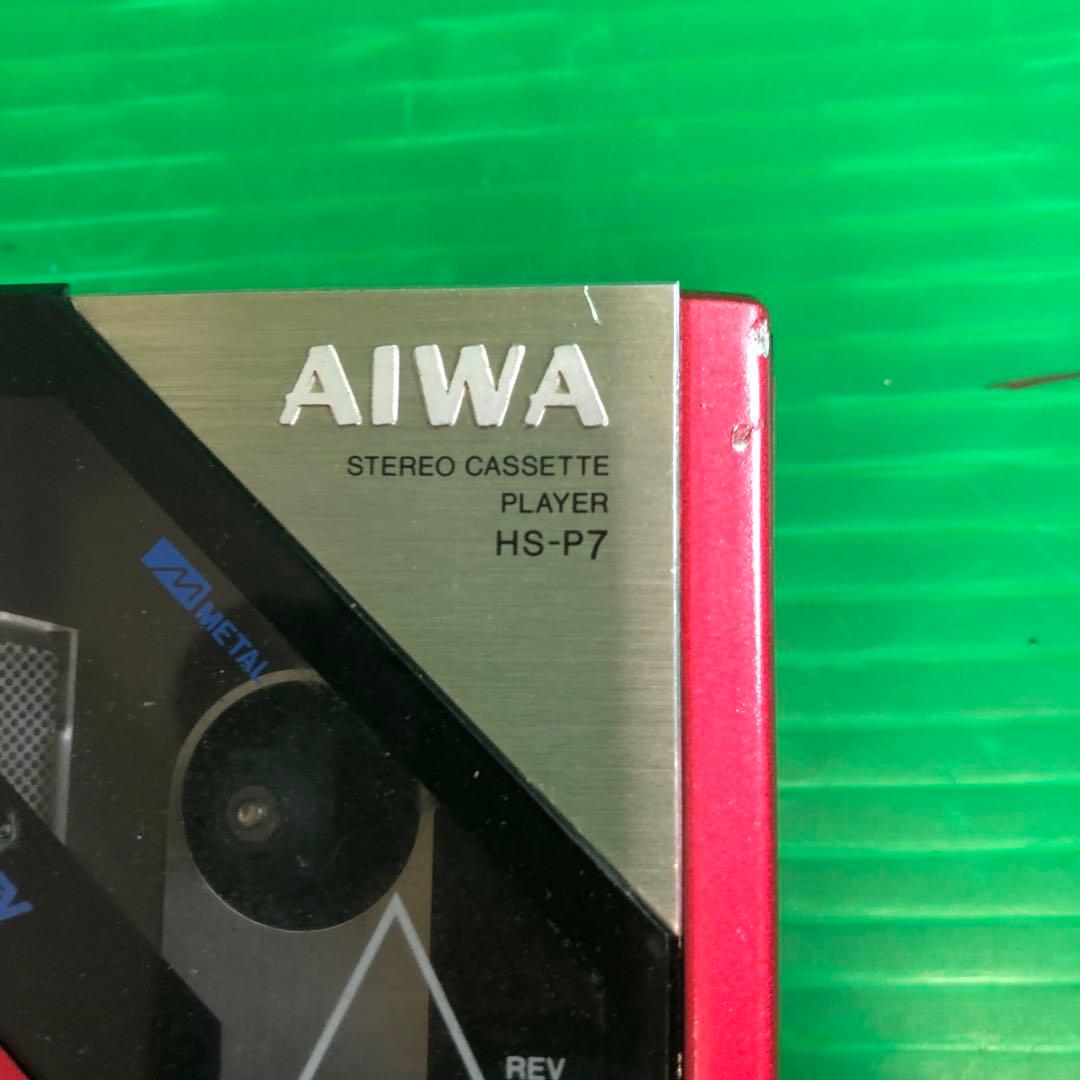 AIWA
STEREO CASSETTE
PLAYER
HS-P7
METAL
REV